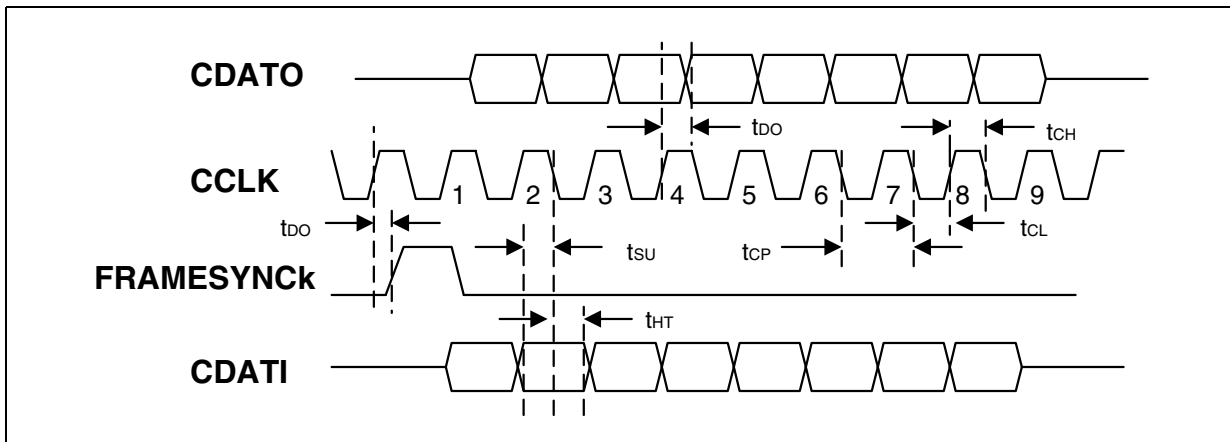 CDATO
tDO tCH
CCLK 1 2 3 4 5 6 7 8 9
tDO tSU tCP tCL
FRAMESYNCk
tHT
CDATI